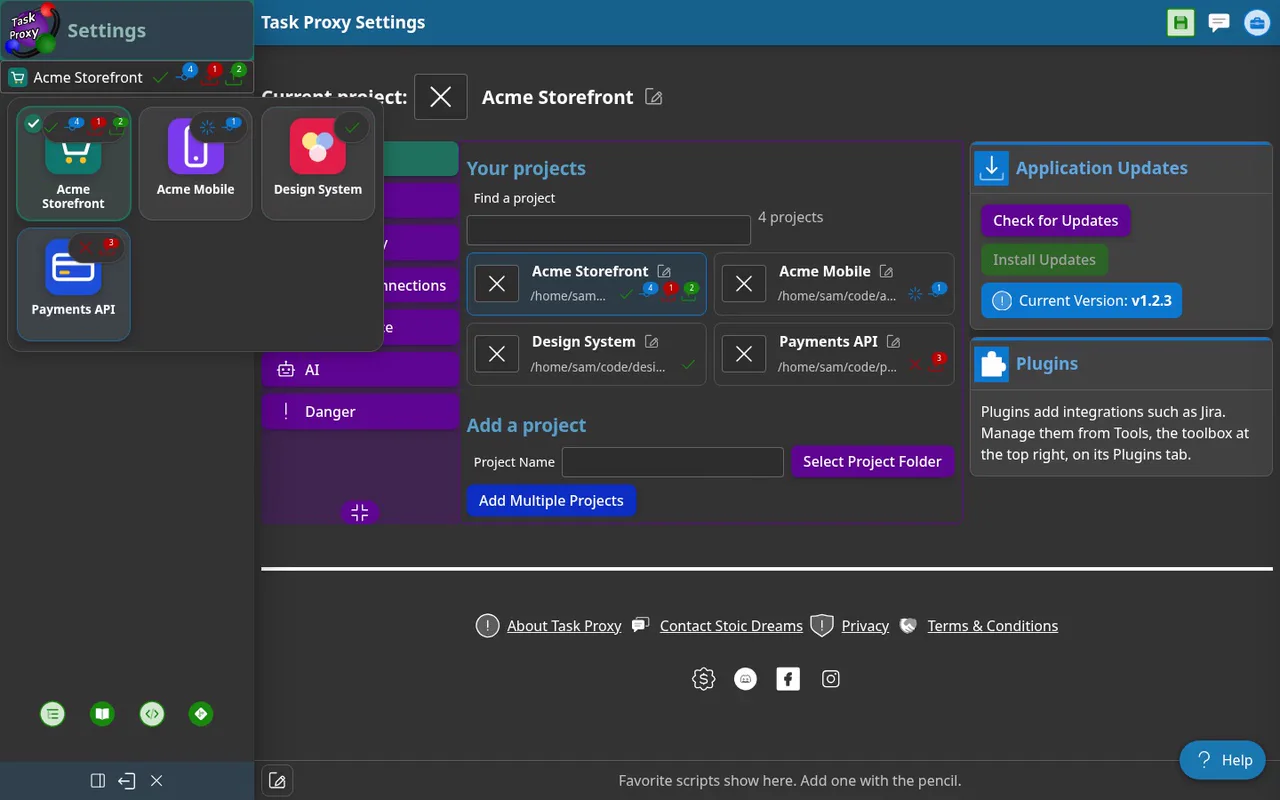 Task
Proxy
Settings
Task Proxy Settings
Acme Storefront
4
1
2
Current project:
Acme Storefront
4
1
2
Acme
Storefront
1
Acme Mobile
Design System
3
Payments API
nnections
AI
Danger
Your projects
Find a project
4 projects
Acme Storefront
/home/sam...
4
1
2
Acme Mobile
/home/sam/code/a...
1
Design System
/home/sam/code/desi...
Payments API
/home/sam/code/p...
3
Add a project
Project Name
Select Project Folder
Add Multiple Projects
Application Updates
Check for Updates
Install Updates
Current Version: v1.2.3
Plugins
Plugins add integrations such as Jira.
Manage them from Tools, the toolbox at
the top right, on its Plugins tab.
About Task Proxy
Contact Stoic Dreams
Privacy
Terms & Conditions
Favorite scripts show here. Add one with the pencil.
? Help